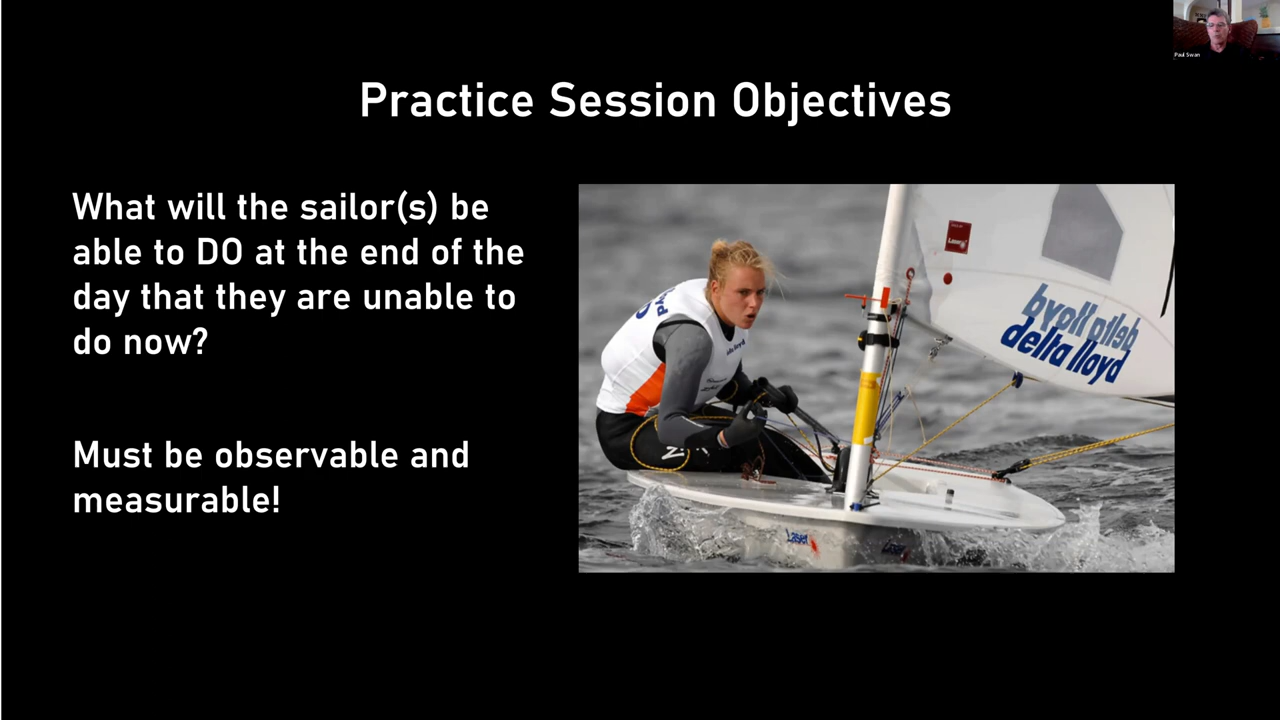 Paul Swan
Practice Session Objectives
What will the sailor(s) be
able to DO at the end of the
day that they are unable to
do now?
Must be observable and
measurable!
delta lloyd
delta lloyd
Laser
Laser